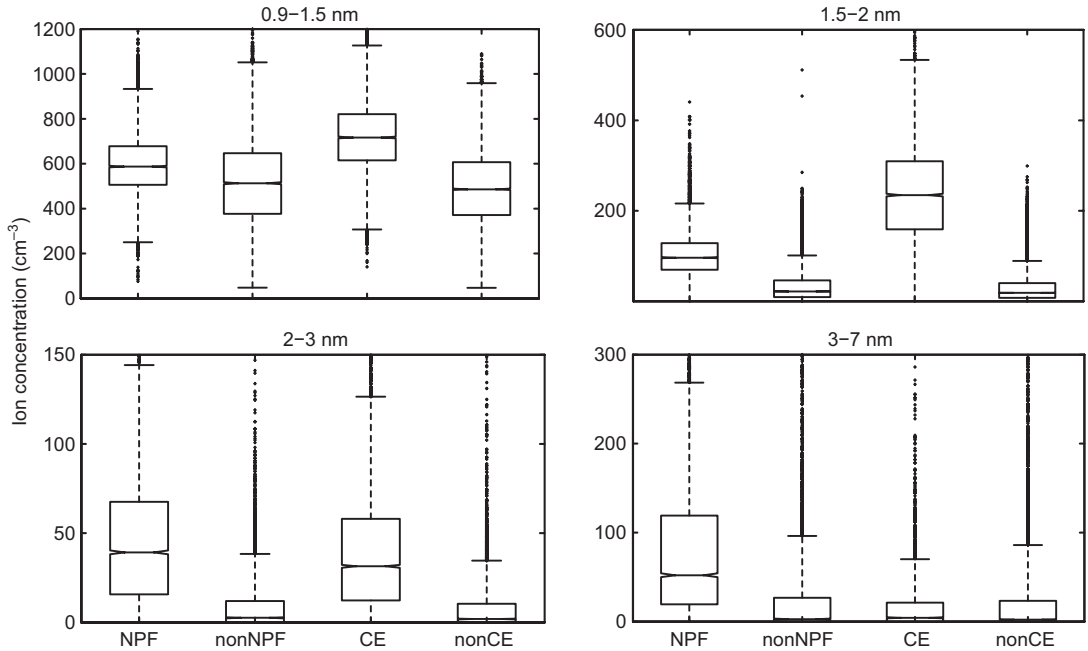 0.9−1.5 nm
1.5−2 nm
1200
1000
800
600
400
200
0
600
400
200
Ion concentration (cm⁻³)
2−3 nm
3−7 nm
150
100
50
0
300
200
100
0
NPF nonNPF CE nonCE
NPF nonNPF CE nonCE